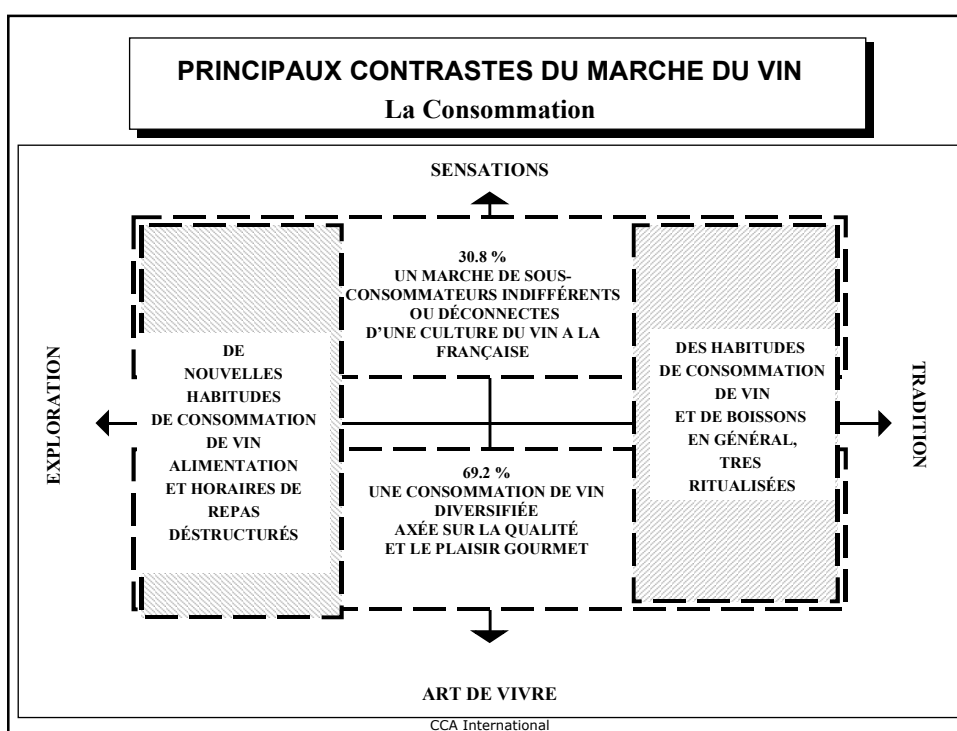 PRINCIPAUX CONTRASTES DU MARCHE DU VIN
La Consommation
SENSATIONS
30.8 %
UN MARCHE DE SOUS-
CONSOMMATEURS INDIFFÉRENTS
OU DÉCONNECTES
D'UNE CULTURE DU VIN A LA
FRANÇAISE
EXPLORATION
DE
NOUVELLES
HABITUDES
DE CONSOMMATION
DE VIN
ALIMENTATION
ET HORAIRES DE
REPAS
DÉSTRUCTURÉS
DES HABITUDES
DE CONSOMMATION
DE VIN
ET DE BOISSONS
EN GÉNÉRAL,
TRES
RITUALISÉES
TRADITION
69.2 %
UNE CONSOMMATION DE VIN
DIVERSIFIÉE
AXÉE SUR LA QUALITÉ
ET LE PLAISIR GOURMET
ART DE VIVRE
CCA International